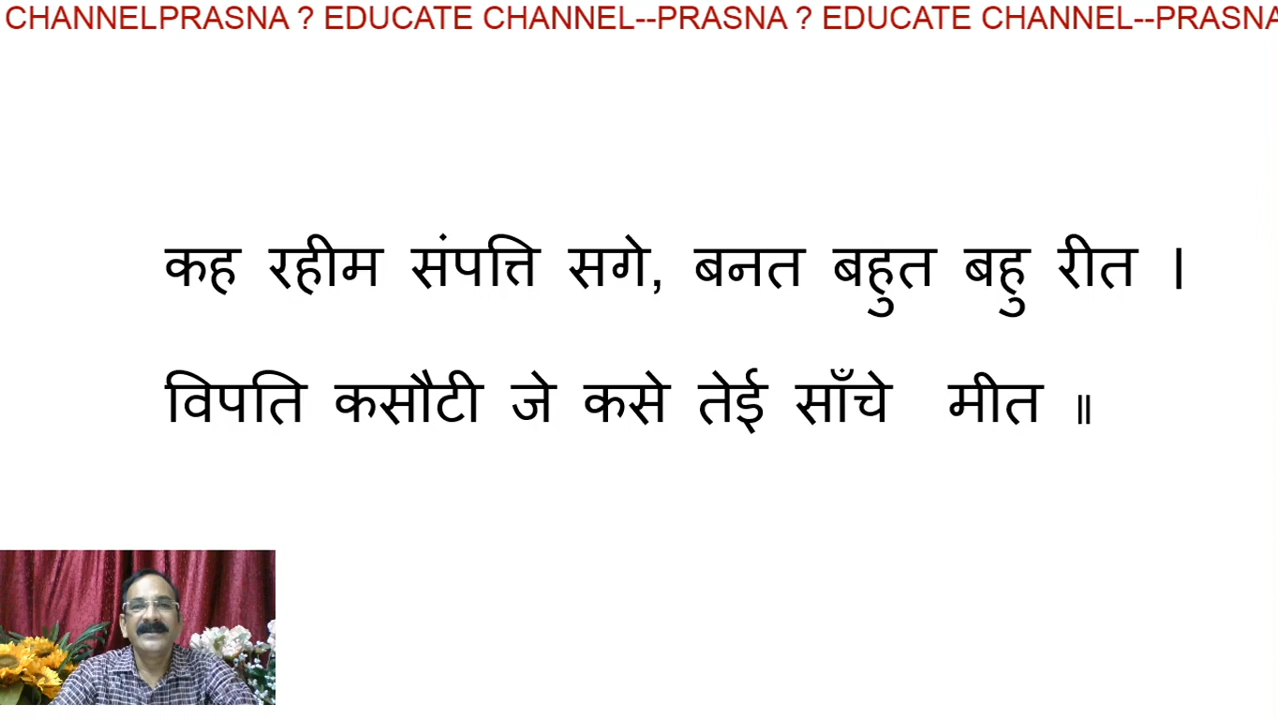 CHANNELPRASNA ? EDUCATE CHANNEL--PRASNA ? EDUCATE CHANNEL--PRASNA
कह रहीम संपत्ति सगे, बनत बहुत बहु रीत ।
विपति कसौटी जे कसे तेई साँचे मीत ॥